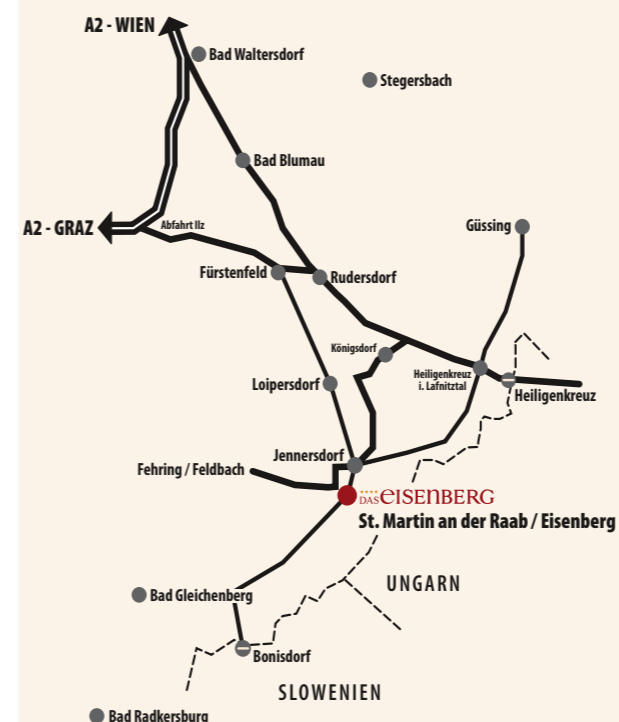 A2 - WIEN
Bad Waltersdorf
Stegersbach
Bad Blumau
A2 - GRAZ
Abfahrt Ilz
Güssing
Fürstenfeld
Rudersdorf
Königsdorf
Heiligenkreuz
i. Lafnitztal
Loipersdorf
Heiligenkreuz
Jennersdorf
Fehring / Feldbach
DAS EISENBERG
St. Martin an der Raab / Eisenberg
UNGARN
Bad Gleichenberg
Bonisdorf
SLOWENIEN
Bad Radkersburg